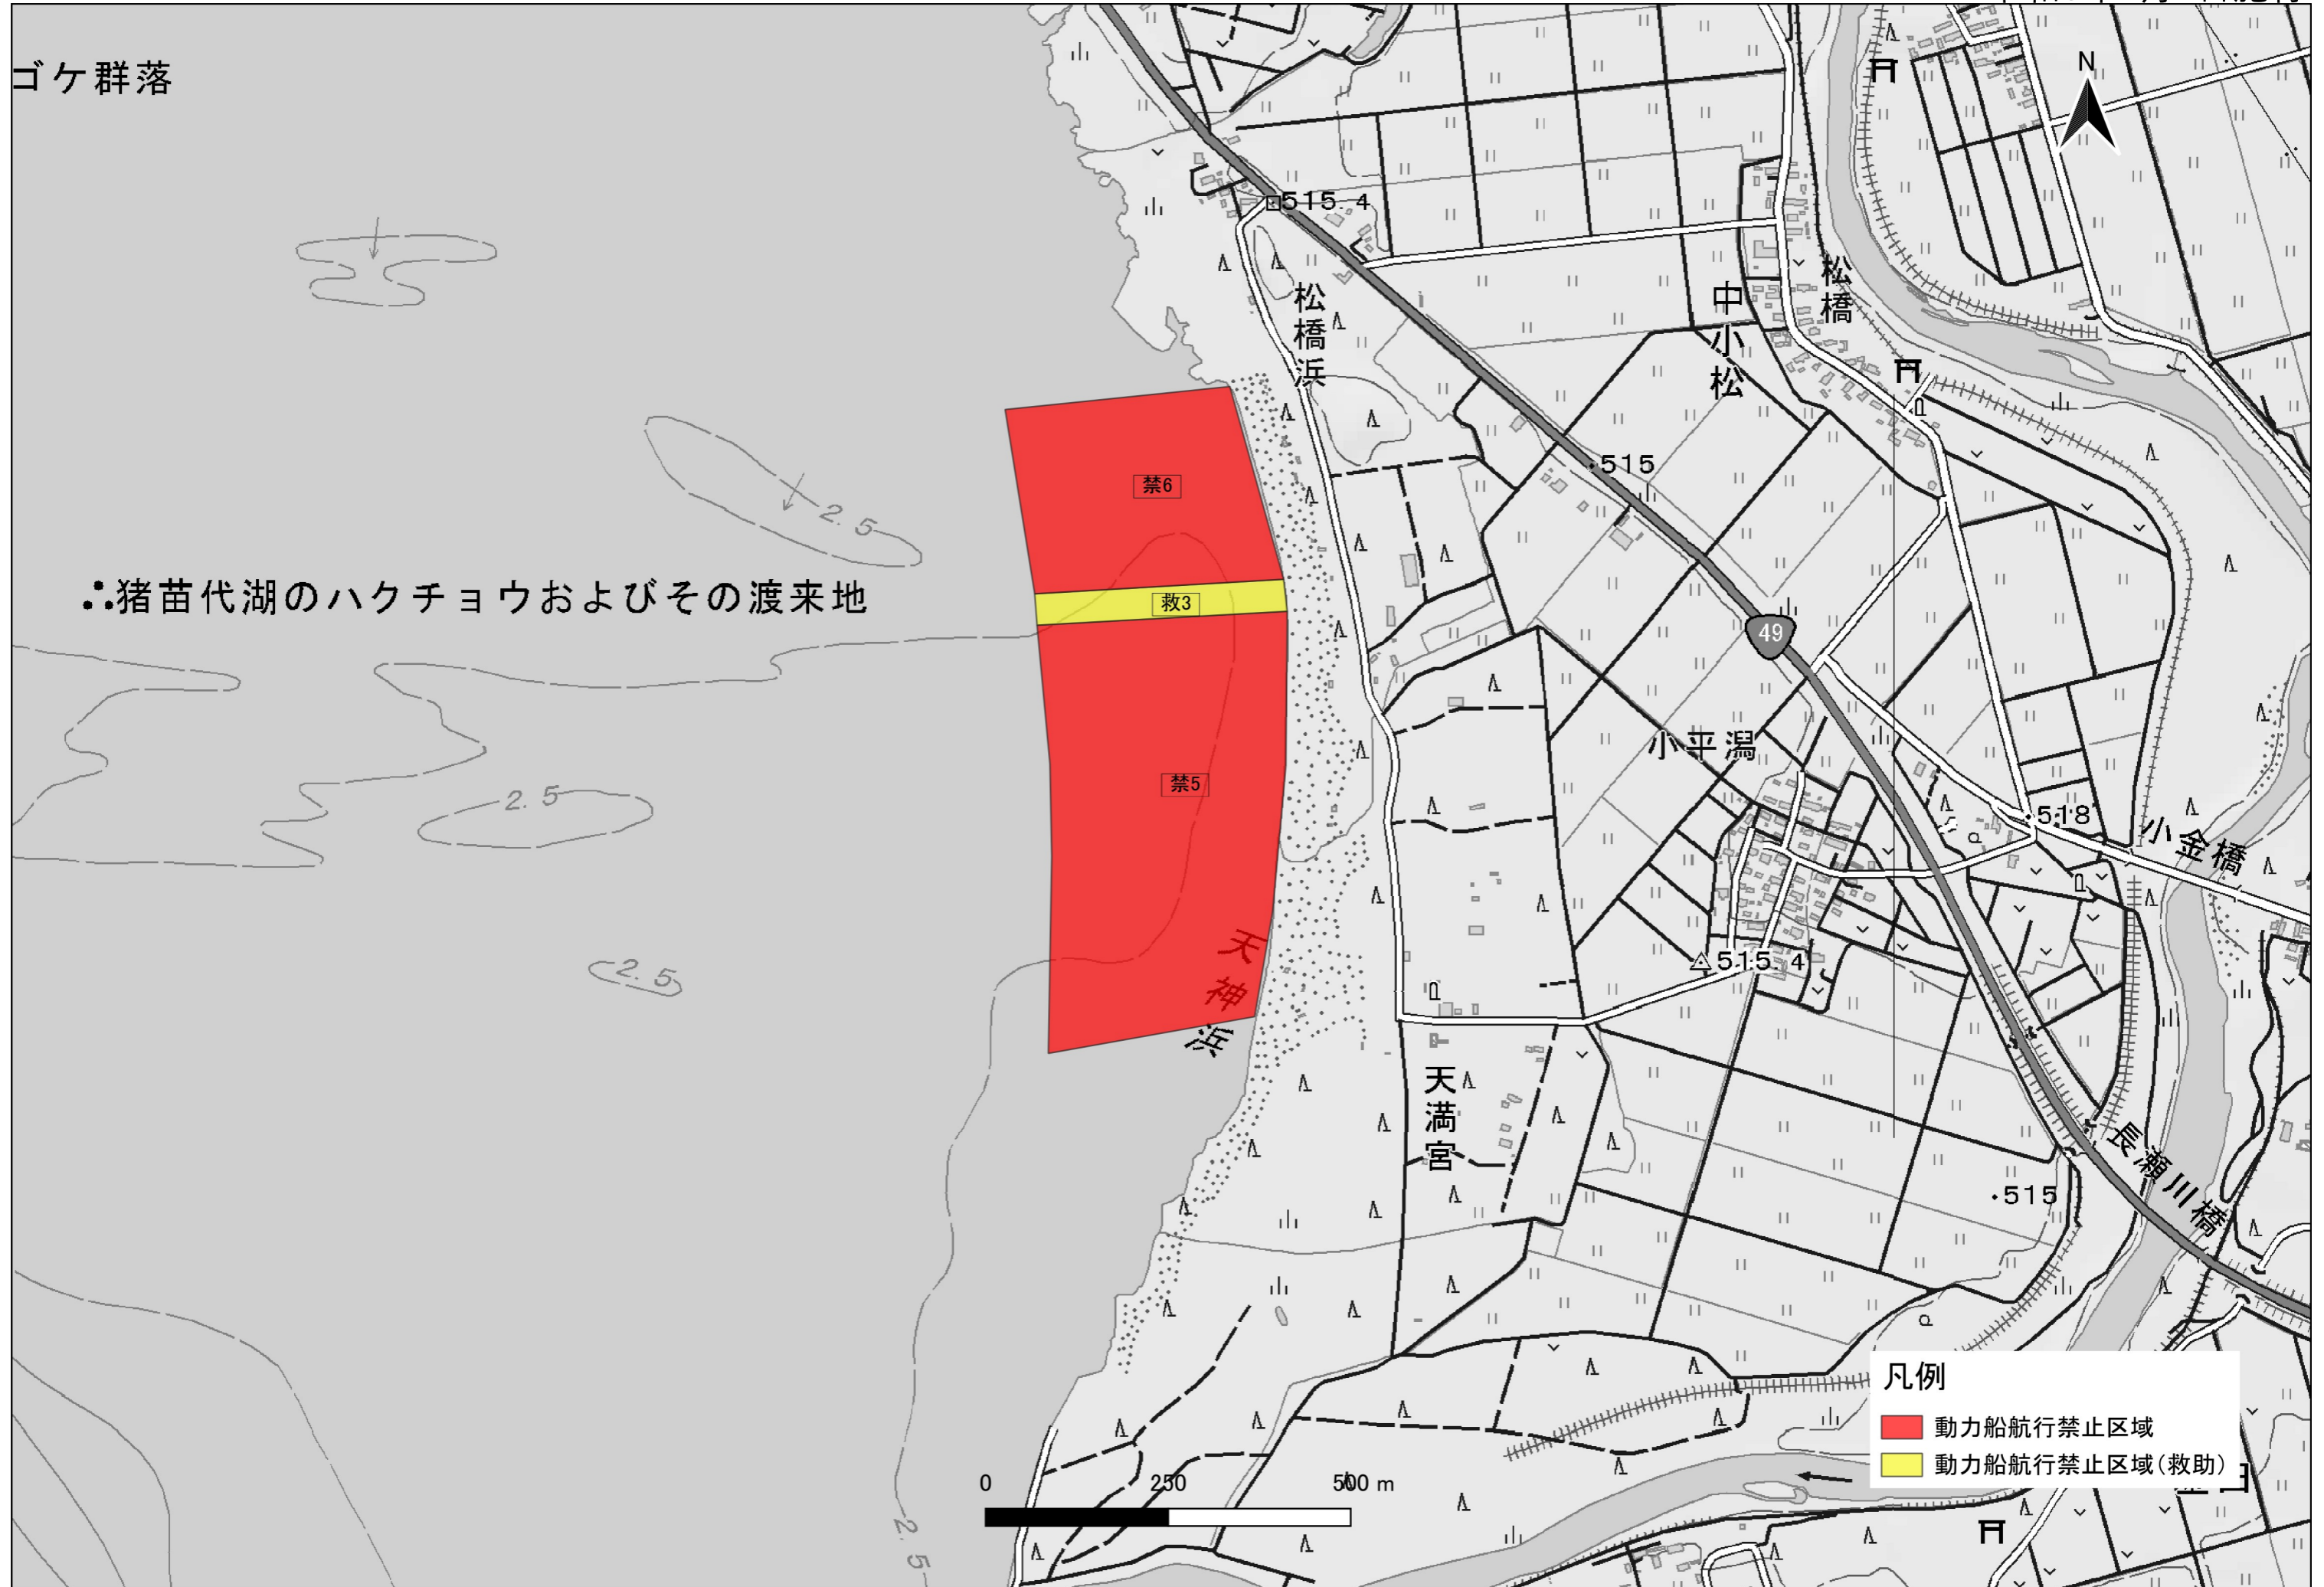 ゴケ群落
N
515.4
松橋浜
中小松
松橋
515
禁6
2.5
∴猪苗代湖のハクチョウおよびその渡来地
救3
49
小平潟
禁5
2.5
518
小金橋
天神浜
2.5
515.4
天満宮
長瀬川橋
515
凡例
動力船航行禁止区域
動力船航行禁止区域(救助)
0 250 500 m
2.5